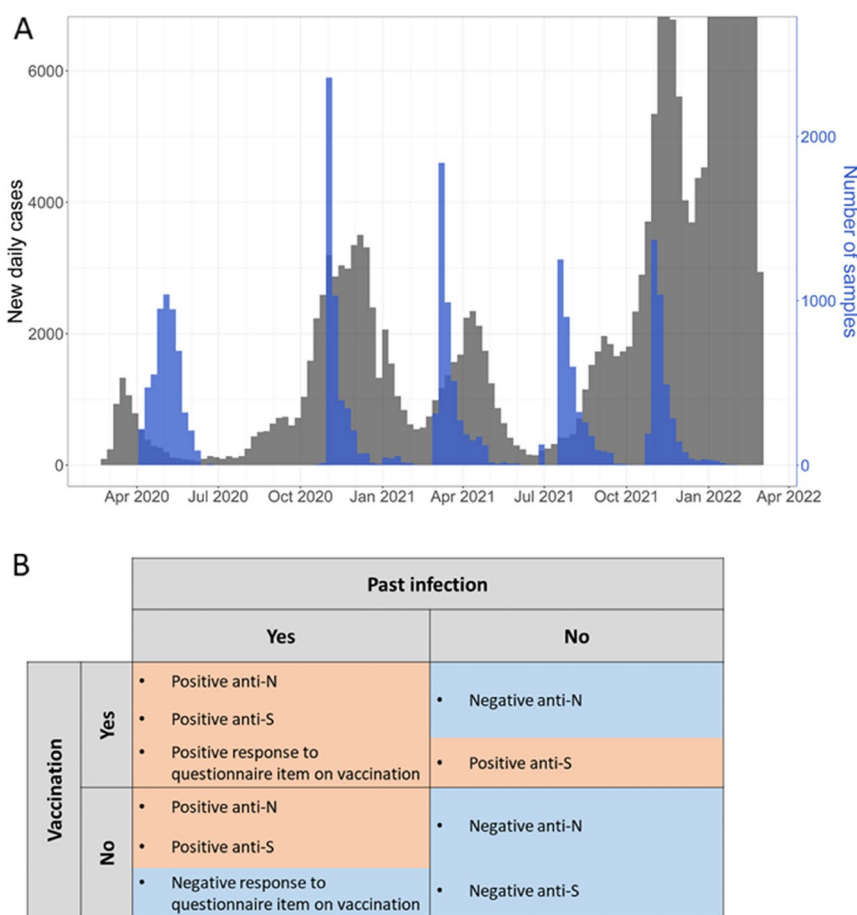 A
6000
4000
2000
0
New daily cases
2000
1000
0
Number of samples
Apr 2020 Jul 2020 Oct 2020 Jan 2021 Apr 2021 Jul 2021 Oct 2021 Jan 2022 Apr 2022
B
Past infection
Yes No
Vaccination
Yes
• Positive anti-N
• Positive anti-S
• Positive response to
questionnaire item on vaccination
• Negative anti-N
• Positive anti-S
No
• Positive anti-N
• Positive anti-S
• Negative response to
questionnaire item on vaccination
• Negative anti-N
• Negative anti-S